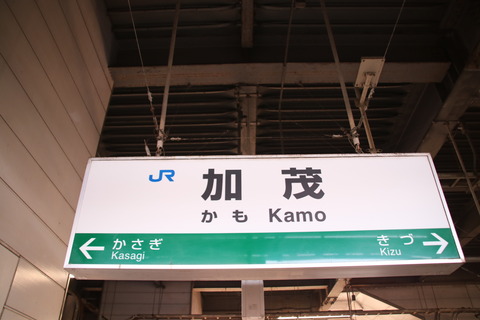 JR 加茂
かも Kamo
← かさぎ きづ →
Kasagi Kizu